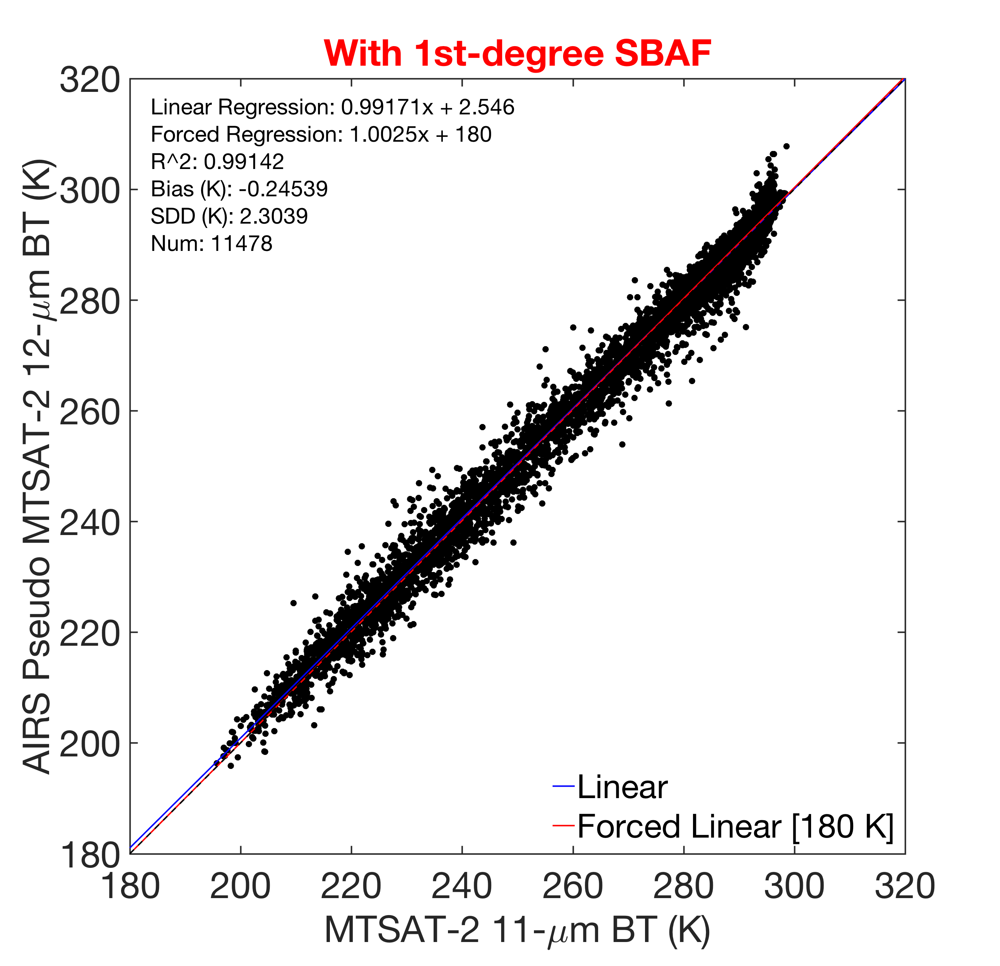 With 1st-degree SBAF
Linear Regression: 0.99171x + 2.546
Forced Regression: 1.0025x + 180
R^2: 0.99142
Bias (K): -0.24539
SDD (K): 2.3039
Num: 11478
AIRS Pseudo MTSAT-2 12-μm BT (K)
320
300
280
260
240
220
200
180
Linear
Forced Linear [180 K]
180 200 220 240 260 280 300 320
MTSAT-2 11-μm BT (K)